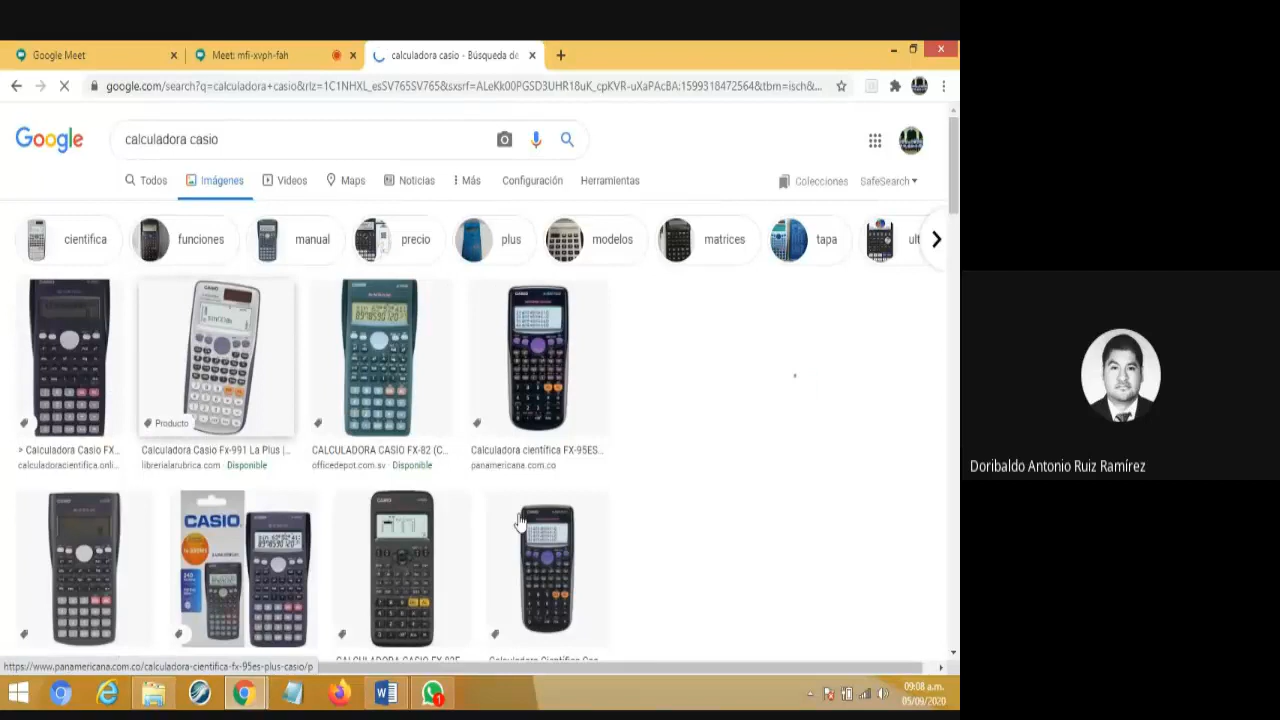 Google Meet
Meet: mfi-xvph-fah
calculadora casio - Búsqueda de
google.com/search?q=calculadora+casio&rlz=1C1NHXL_esSV765SV765&sxsrf=ALeKk00PGSD3UHR18uK_cpKVR-uXaPAcBA:1599318472564&tbm=isch&...
Google
calculadora casio
Todos
Imágenes
Videos
Maps
Noticias
Más
Configuración
Herramientas
Colecciones
SafeSearch
cientifica
funciones
manual
precio
plus
modelos
matrices
tapa
ult
Producto
> Calculadora Casio FX...
calculadoracientifica.onli...
Calculadora Casio Fx-991 La Plus |...
librerialarubrica.com · Disponible
CALCULADORA CASIO FX-82 (C...
officedepot.com.sv · Disponible
Calculadora científica FX-95ES...
panamericana.com.co
CASIO
https://www.panamericana.com.co/calculadora-cientifica-fx-95es-plus-casio/p
1
09:08 a.m.
05/09/2020
Doribaldo Antonio Ruiz Ramírez